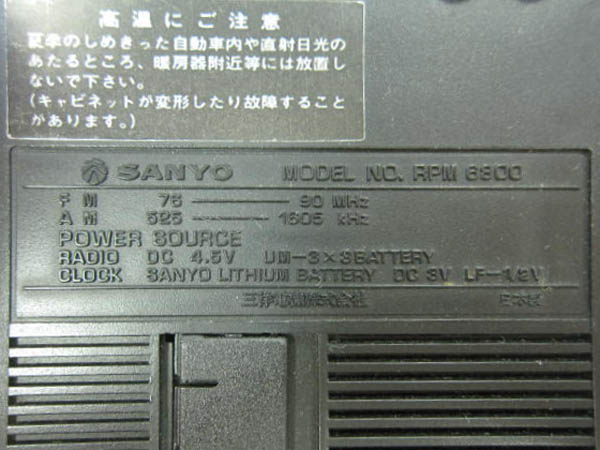 高温にご注意
夏季のしめきった自動車内や直射日光の
あたるところ、暖房器附近等には放置し
ないで下さい。
(キャビネットが変形したり故障すること
があります。)
SANYO MODEL NO. RPM 6800
FM 76 ——— 90 MHz
AM 525 ——— 1605 kHz
POWER SOURCE
RADIO DC 4.5V UM-3×3 BATTERY
CLOCK SANYO LITHIUM BATTERY DC 3V LF-1/2V
三洋電機株式会社 日本製